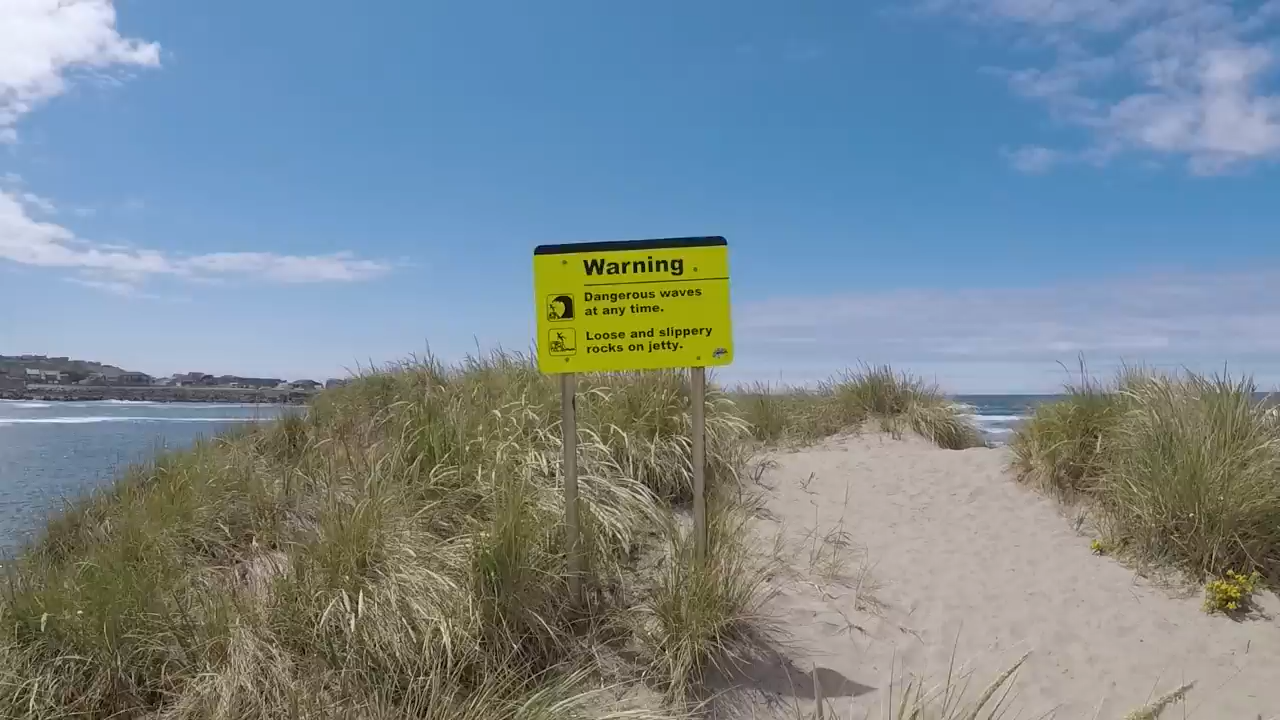 Warning
Dangerous waves
at any time.
Loose and slippery
rocks on jetty.